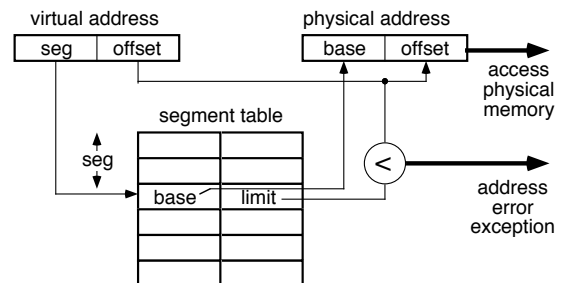 virtual address
physical address
seg
offset
base
offset
access
physical
memory
segment table
seg
<
base
limit
address
error
exception